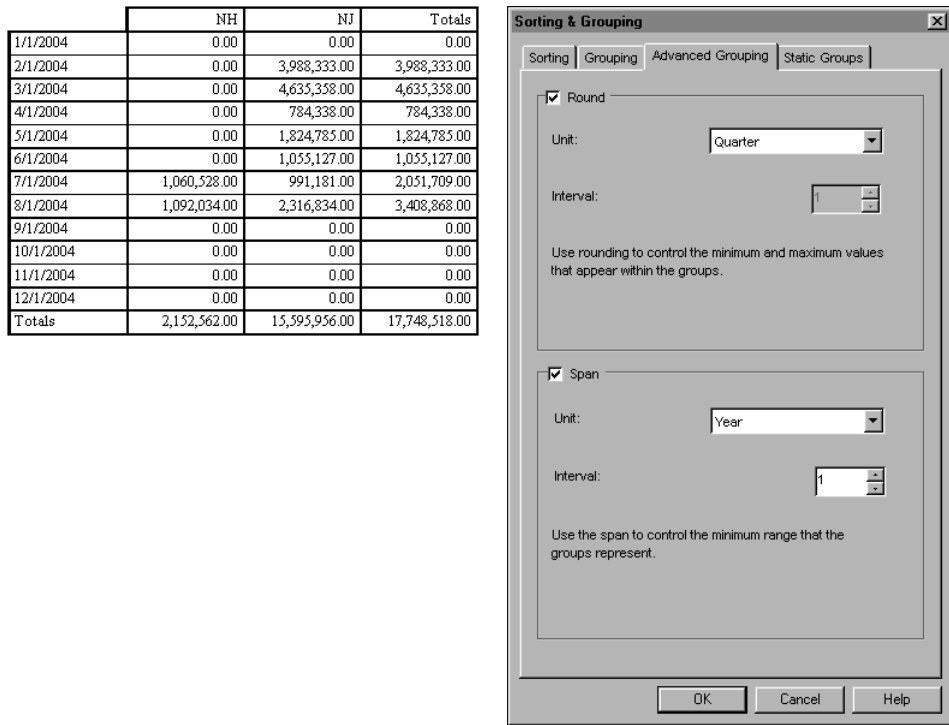 NH NJ Totals
1/1/2004 0.00 0.00 0.00
2/1/2004 0.00 3,988,333.00 3,988,333.00
3/1/2004 0.00 4,635,358.00 4,635,358.00
4/1/2004 0.00 784,338.00 784,338.00
5/1/2004 0.00 1,824,785.00 1,824,785.00
6/1/2004 0.00 1,055,127.00 1,055,127.00
7/1/2004 1,060,528.00 991,181.00 2,051,709.00
8/1/2004 1,092,034.00 2,316,834.00 3,408,868.00
9/1/2004 0.00 0.00 0.00
10/1/2004 0.00 0.00 0.00
11/1/2004 0.00 0.00 0.00
12/1/2004 0.00 0.00 0.00
Totals 2,152,562.00 15,595,956.00 17,748,518.00
Sorting & Grouping
Sorting Grouping Advanced Grouping Static Groups
Round
Unit: Quarter
Interval: 1
Use rounding to control the minimum and maximum values
that appear within the groups.
Span
Unit: Year
Interval: 1
Use the span to control the minimum range that the
groups represent.
OK Cancel Help